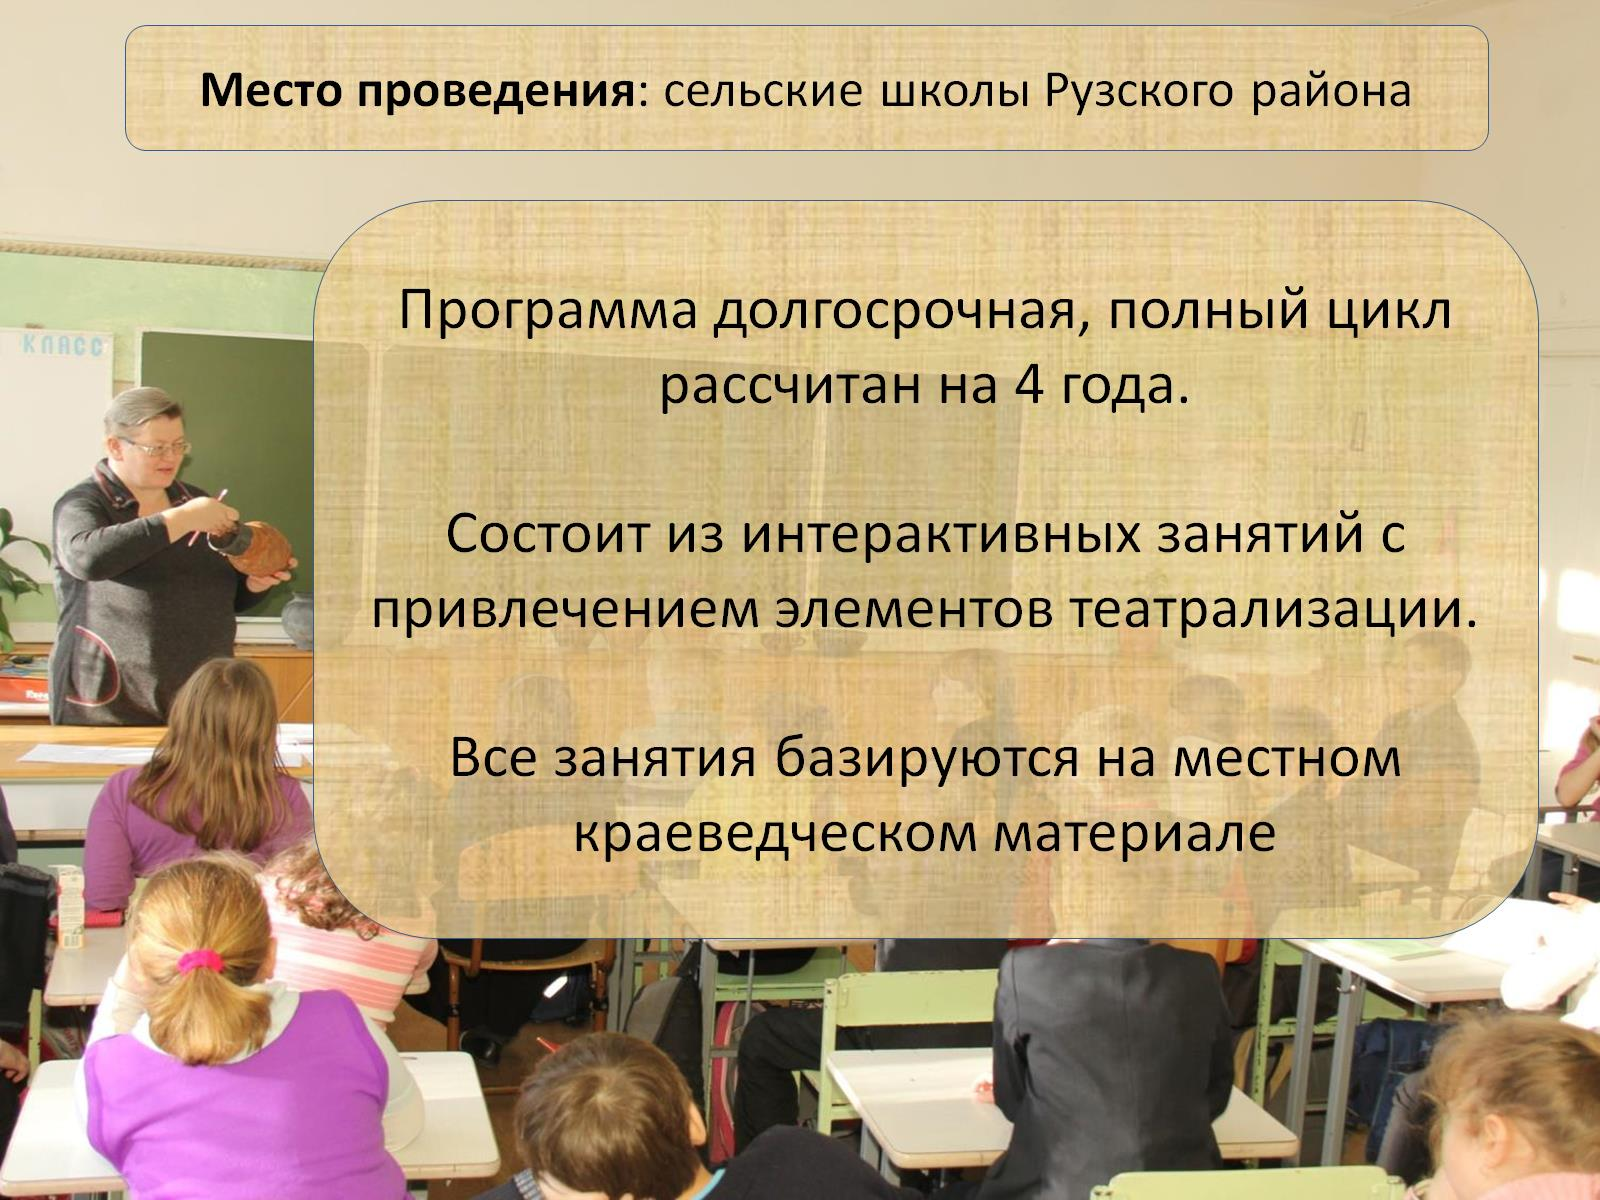 Место проведения: сельские школы Рузского района
КЛАСС
Программа долгосрочная, полный цикл
рассчитан на 4 года.
Состоит из интерактивных занятий с
привлечением элементов театрализации.
Все занятия базируются на местном
краеведческом материале